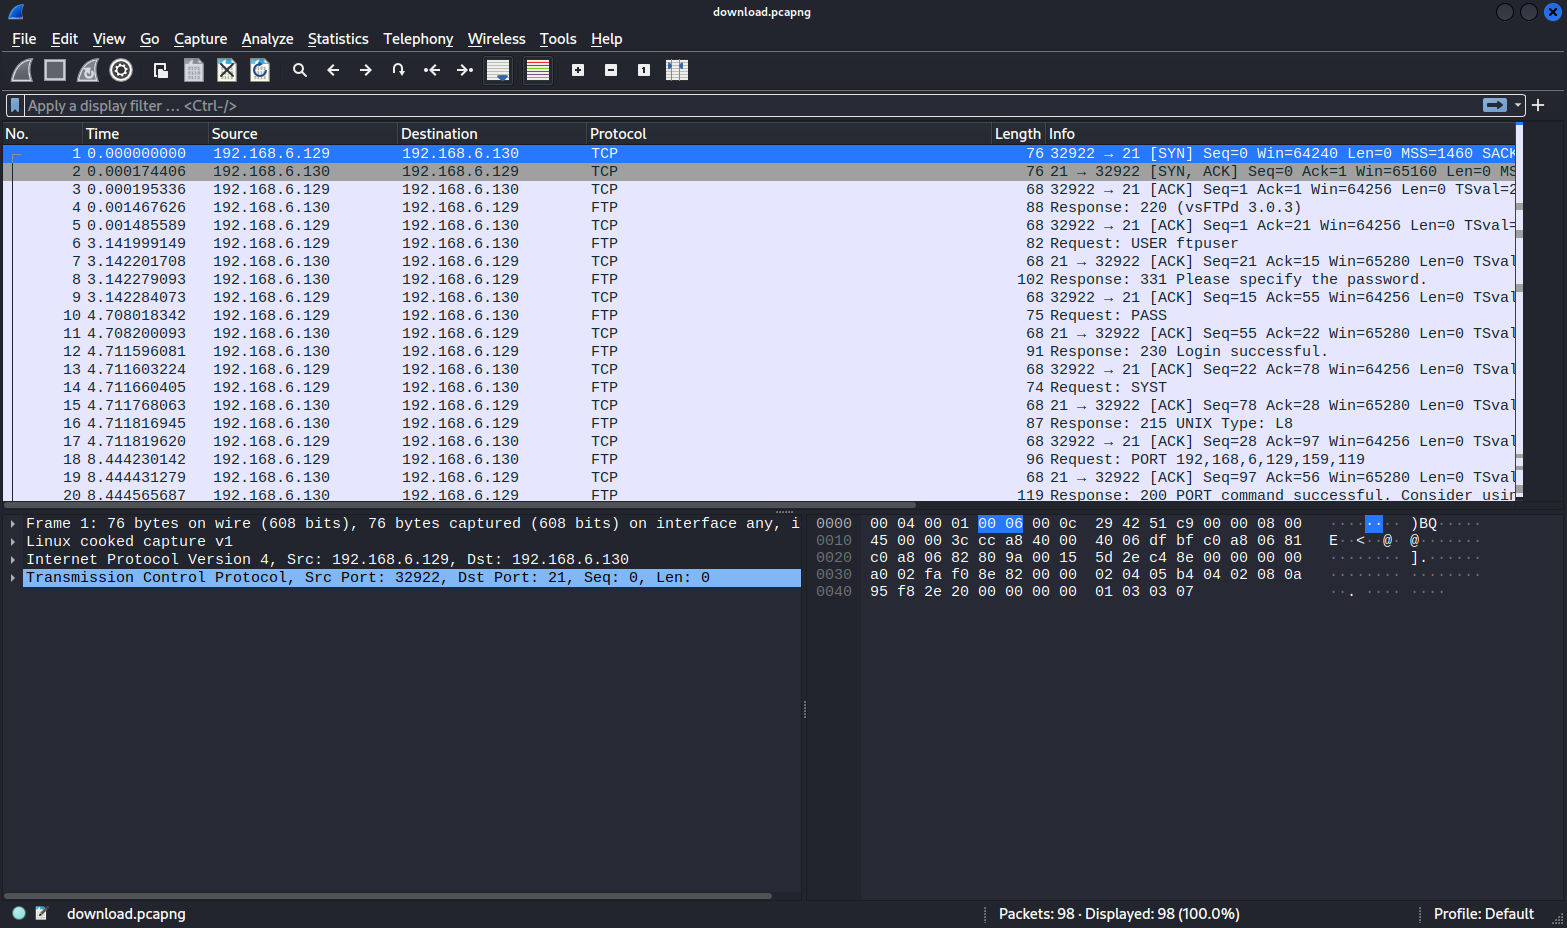 download.pcapng
File Edit View Go Capture Analyze Statistics Telephony Wireless Tools Help
Apply a display filter … <Ctrl-/>
No. Time Source Destination Protocol Length Info
1 0.000000000 192.168.6.129 192.168.6.130 TCP 76 32922 → 21 [SYN] Seq=0 Win=64240 Len=0 MSS=1460 SACK
2 0.000174406 192.168.6.130 192.168.6.129 TCP 76 21 → 32922 [SYN, ACK] Seq=0 Ack=1 Win=65160 Len=0 MS
3 0.000195336 192.168.6.129 192.168.6.130 TCP 68 32922 → 21 [ACK] Seq=1 Ack=1 Win=64256 Len=0 TSval=2
4 0.001467626 192.168.6.130 192.168.6.129 FTP 88 Response: 220 (vsFTPd 3.0.3)
5 0.001485589 192.168.6.129 192.168.6.130 TCP 68 32922 → 21 [ACK] Seq=1 Ack=21 Win=64256 Len=0 TSval=
6 3.141999149 192.168.6.129 192.168.6.130 FTP 82 Request: USER ftpuser
7 3.142201708 192.168.6.130 192.168.6.129 TCP 68 21 → 32922 [ACK] Seq=21 Ack=15 Win=65280 Len=0 TSval
8 3.142279093 192.168.6.130 192.168.6.129 FTP 102 Response: 331 Please specify the password.
9 3.142284073 192.168.6.129 192.168.6.130 TCP 68 32922 → 21 [ACK] Seq=15 Ack=55 Win=64256 Len=0 TSval
10 4.708018342 192.168.6.129 192.168.6.130 FTP 75 Request: PASS
11 4.708200093 192.168.6.130 192.168.6.129 TCP 68 21 → 32922 [ACK] Seq=55 Ack=22 Win=65280 Len=0 TSval
12 4.711596081 192.168.6.130 192.168.6.129 FTP 91 Response: 230 Login successful.
13 4.711603224 192.168.6.129 192.168.6.130 TCP 68 32922 → 21 [ACK] Seq=22 Ack=78 Win=64256 Len=0 TSval
14 4.711660405 192.168.6.129 192.168.6.130 FTP 74 Request: SYST
15 4.711768063 192.168.6.130 192.168.6.129 TCP 68 21 → 32922 [ACK] Seq=78 Ack=28 Win=65280 Len=0 TSval
16 4.711816945 192.168.6.130 192.168.6.129 FTP 87 Response: 215 UNIX Type: L8
17 4.711819620 192.168.6.129 192.168.6.130 TCP 68 32922 → 21 [ACK] Seq=28 Ack=97 Win=64256 Len=0 TSval
18 8.444230142 192.168.6.129 192.168.6.130 FTP 96 Request: PORT 192,168,6,129,159,119
19 8.444431279 192.168.6.130 192.168.6.129 TCP 68 21 → 32922 [ACK] Seq=97 Ack=56 Win=65280 Len=0 TSval
20 8.444565687 192.168.6.130 192.168.6.129 FTP 119 Response: 200 PORT command successful. Consider usin
Frame 1: 76 bytes on wire (608 bits), 76 bytes captured (608 bits) on interface any, i
Linux cooked capture v1
Internet Protocol Version 4, Src: 192.168.6.129, Dst: 192.168.6.130
Transmission Control Protocol, Src Port: 32922, Dst Port: 21, Seq: 0, Len: 0
0000 00 04 00 01 00 06 00 0c 29 42 51 c9 00 00 08 00 ········ )BQ·····
0010 45 00 00 3c cc a8 40 00 40 06 df bf c0 a8 06 81 E··<··@· @·······
0020 c0 a8 06 82 80 9a 00 15 5d 2e c4 8e 00 00 00 00 ········ ].······
0030 a0 02 fa f0 8e 82 00 00 02 04 05 b4 04 02 08 0a ········ ········
0040 95 f8 2e 20 00 00 00 00 01 03 03 07 ··. ···· ····
download.pcapng
Packets: 98 · Displayed: 98 (100.0%)
Profile: Default